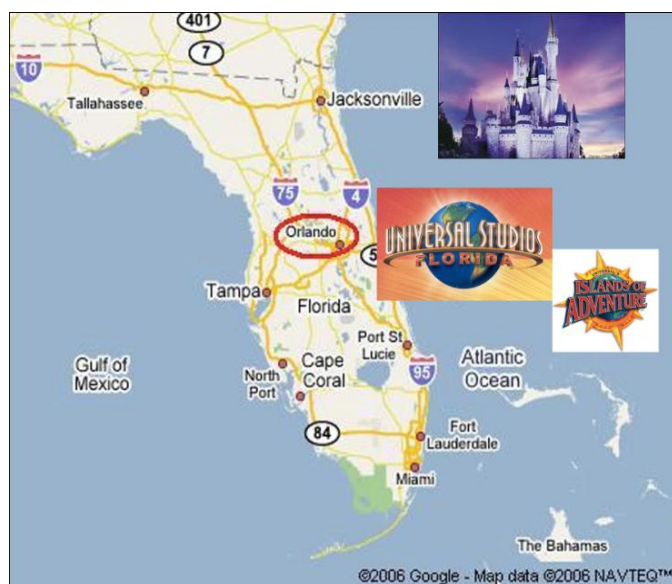 401
7
10
Tallahassee
Jacksonville
75
4
Orlando
5
UNIVERSAL STUDIOS
FLORIDA
ISLANDS OF
ADVENTURE
Tampa
Florida
Port St
Lucie
Gulf of
Mexico
North
Port
Cape
Coral
95
Atlantic
Ocean
84
Fort
Lauderdale
Miami
The Bahamas
©2006 Google - Map data ©2006 NAVTEQ™